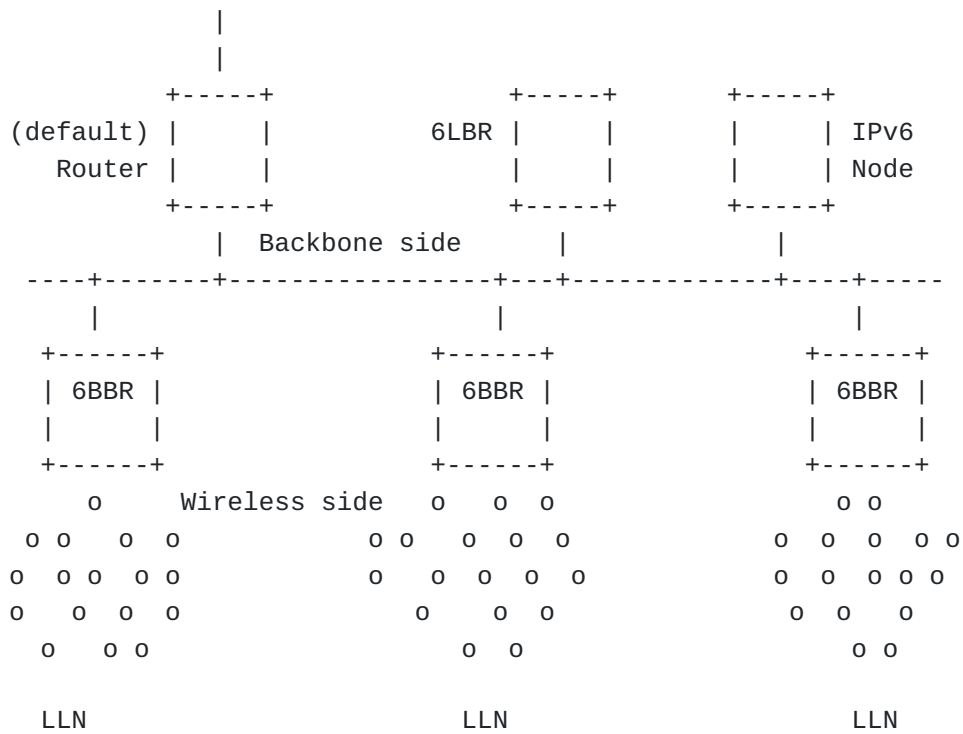 |
                |
             +-----+                +-----+       +-----+
   (default) |     |           6LBR |     |       |     | IPv6
      Router |     |                |     |       |     | Node
             +-----+                +-----+       +-----+
                |  Backbone side       |             |
    ----+-------+-----------------+---+-------------+----+-----
        |                         |                      |
     +------+                 +------+                +------+
     | 6BBR |                 | 6BBR |                | 6BBR |
     |      |                 |      |                |      |
     +------+                 +------+                +------+
        o     Wireless side   o   o  o                  o o
    o o   o  o            o o   o  o  o             o  o  o  o o
   o  o o  o o            o   o  o  o  o            o  o  o o o
   o   o  o  o               o    o  o               o  o   o
     o   o o                    o  o                     o o

     LLN                        LLN                      LLN